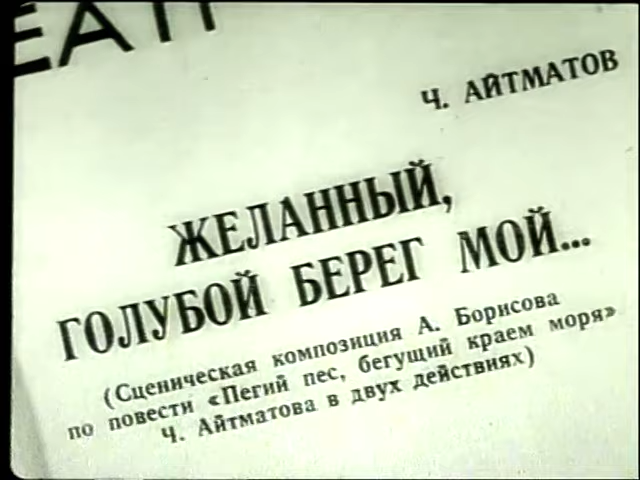 Ч. АЙТМАТОВ
ЖЕЛАННЫЙ,
ГОЛУБОЙ БЕРЕГ МОЙ...
(Сценическая композиция А. Борисова
по повести «Пегий пес, бегущий краем моря»
Ч. Айтматова в двух действиях)